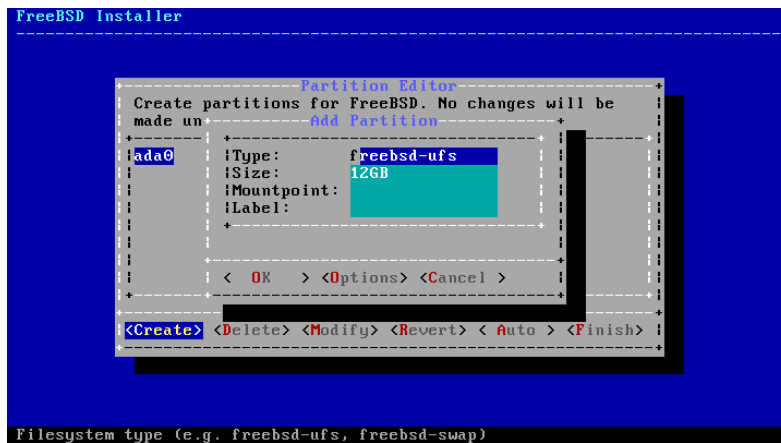 FreeBSD Installer
Partition Editor
Create partitions for FreeBSD. No changes will be
made un
Add Partition
ada0
Type: freebsd-ufs
Size: 12GB
Mountpoint:
Label:
< OK > <Options> <Cancel >
<Create> <Delete> <Modify> <Revert> < Auto > <Finish>
Filesystem type (e.g. freebsd-ufs, freebsd-swap)